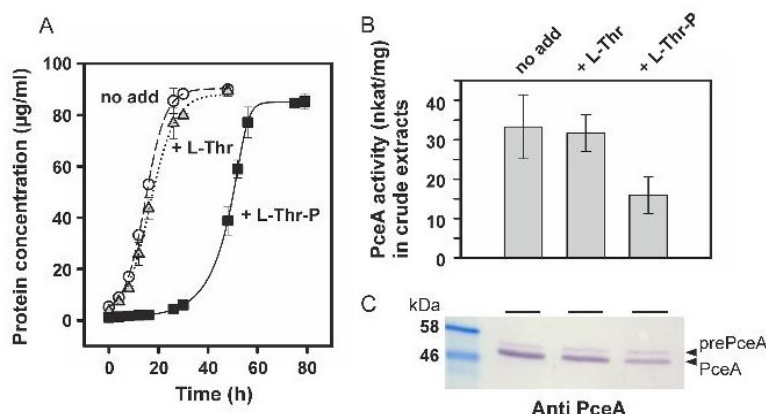 A
Protein concentration (µg/ml)
100
80
60
40
20
0
no add
+ L-Thr
+ L-Thr-P
0 20 40 60 80
Time (h)
B
no add
+ L-Thr
+ L-Thr-P
PceA activity (nkat/mg)
in crude extracts
40
30
20
10
0
C
kDa
58
46
prePceA
PceA
Anti PceA